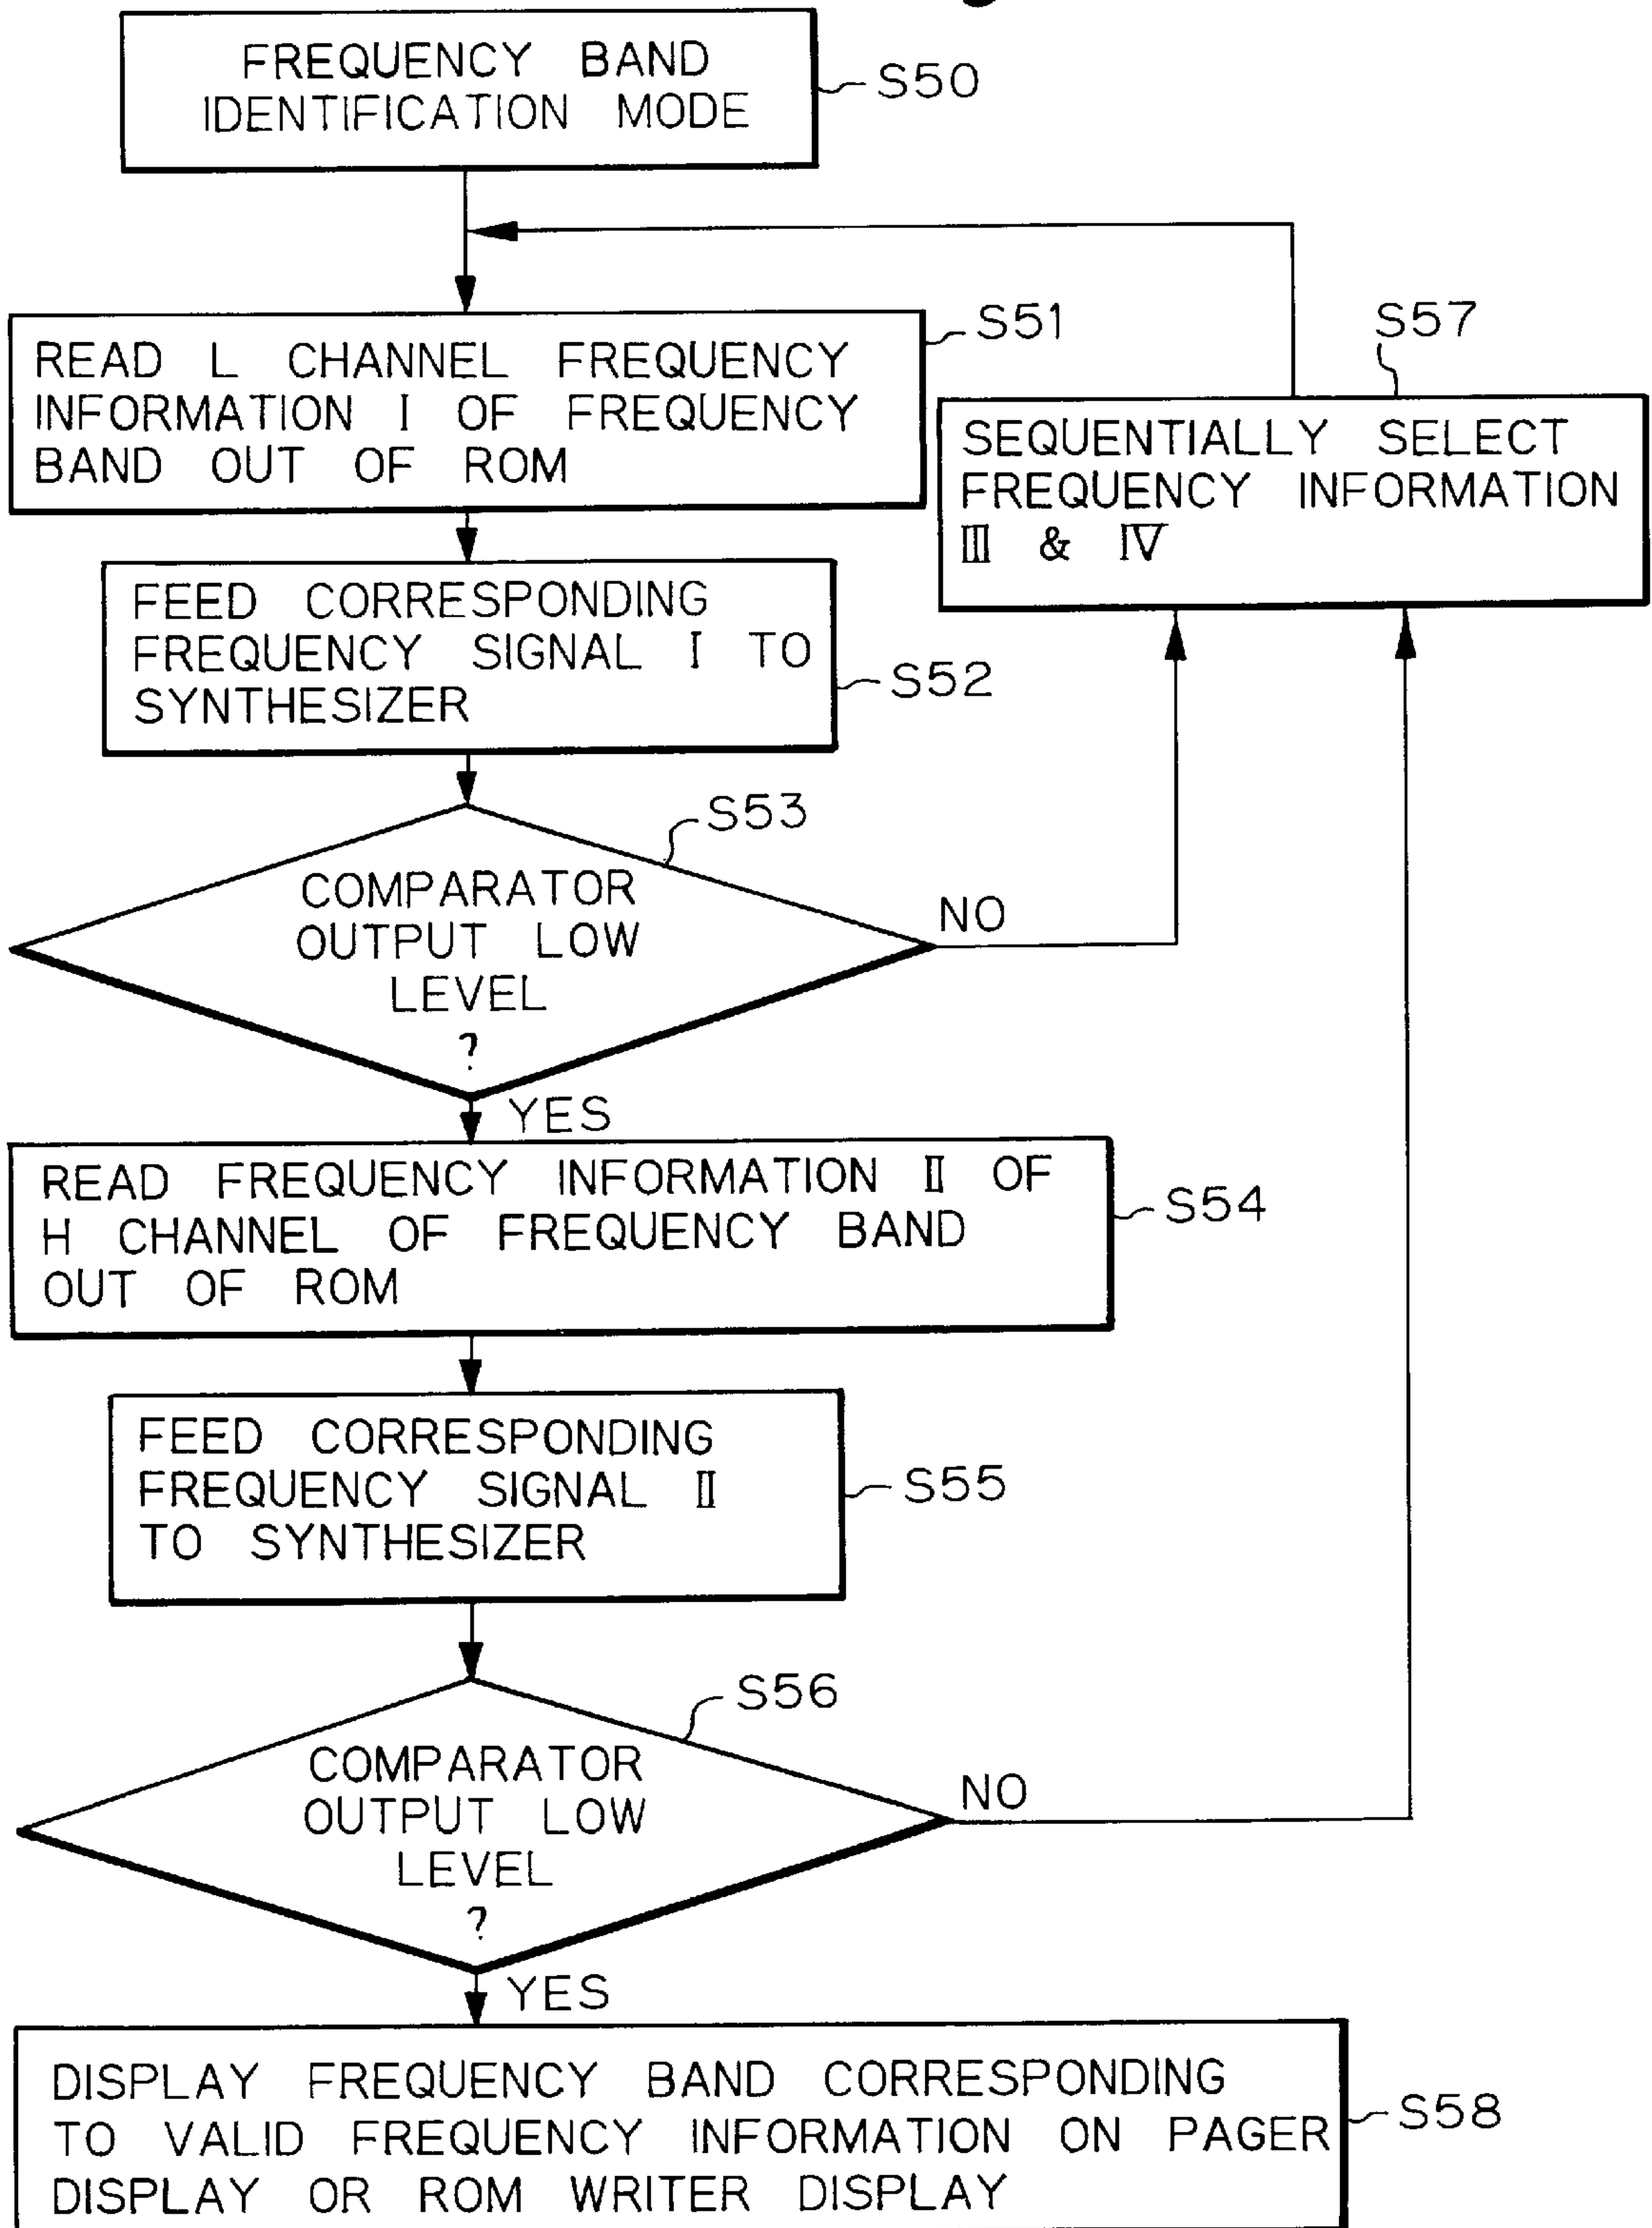 FREQUENCY BAND
IDENTIFICATION MODE
S50
S51
READ L CHANNEL FREQUENCY
INFORMATION I OF FREQUENCY
BAND OUT OF ROM
S57
SEQUENTIALLY SELECT
FREQUENCY INFORMATION
III & IV
FEED CORRESPONDING
FREQUENCY SIGNAL I TO
SYNTHESIZER
S52
S53
COMPARATOR
OUTPUT LOW
LEVEL
?
NO
YES
READ FREQUENCY INFORMATION II OF
H CHANNEL OF FREQUENCY BAND
OUT OF ROM
S54
FEED CORRESPONDING
FREQUENCY SIGNAL II
TO SYNTHESIZER
S55
S56
COMPARATOR
OUTPUT LOW
LEVEL
?
NO
YES
DISPLAY FREQUENCY BAND CORRESPONDING
TO VALID FREQUENCY INFORMATION ON PAGER
DISPLAY OR ROM WRITER DISPLAY
S58